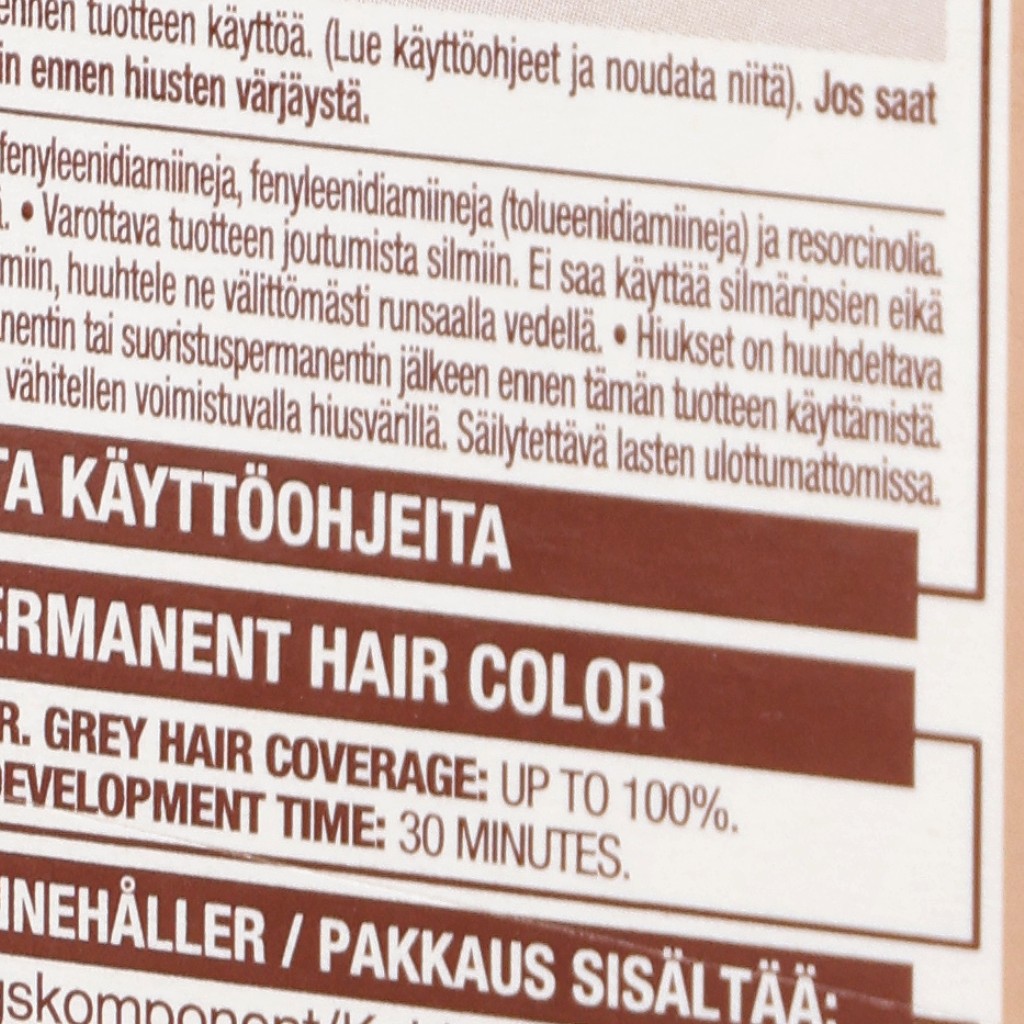 ennen tuotteen käyttöä. (Lue käyttöohjeet ja noudata niitä). Jos saat
in ennen hiusten värjäystä.
fenyleenidiamiineja, fenyleenidiamiineja (tolueenidiamiineja) ja resorcinolia.
• Varottava tuotteen joutumista silmiin. Ei saa käyttää silmäripsien eikä
miin, huuhtele ne välittömästi runsaalla vedellä. • Hiukset on huuhdeltava
nentin tai suoristuspermanentin jälkeen ennen tämän tuotteen käyttämistä.
vähitellen voimistuvalla hiusvärillä. Säilytettävä lasten ulottumattomissa.
TA KÄYTTÖOHJEITA
ERMANENT HAIR COLOR
R. GREY HAIR COVERAGE: UP TO 100%.
DEVELOPMENT TIME: 30 MINUTES.
INNEHÅLLER / PAKKAUS SISÄLTÄÄ:
gskomponent/K